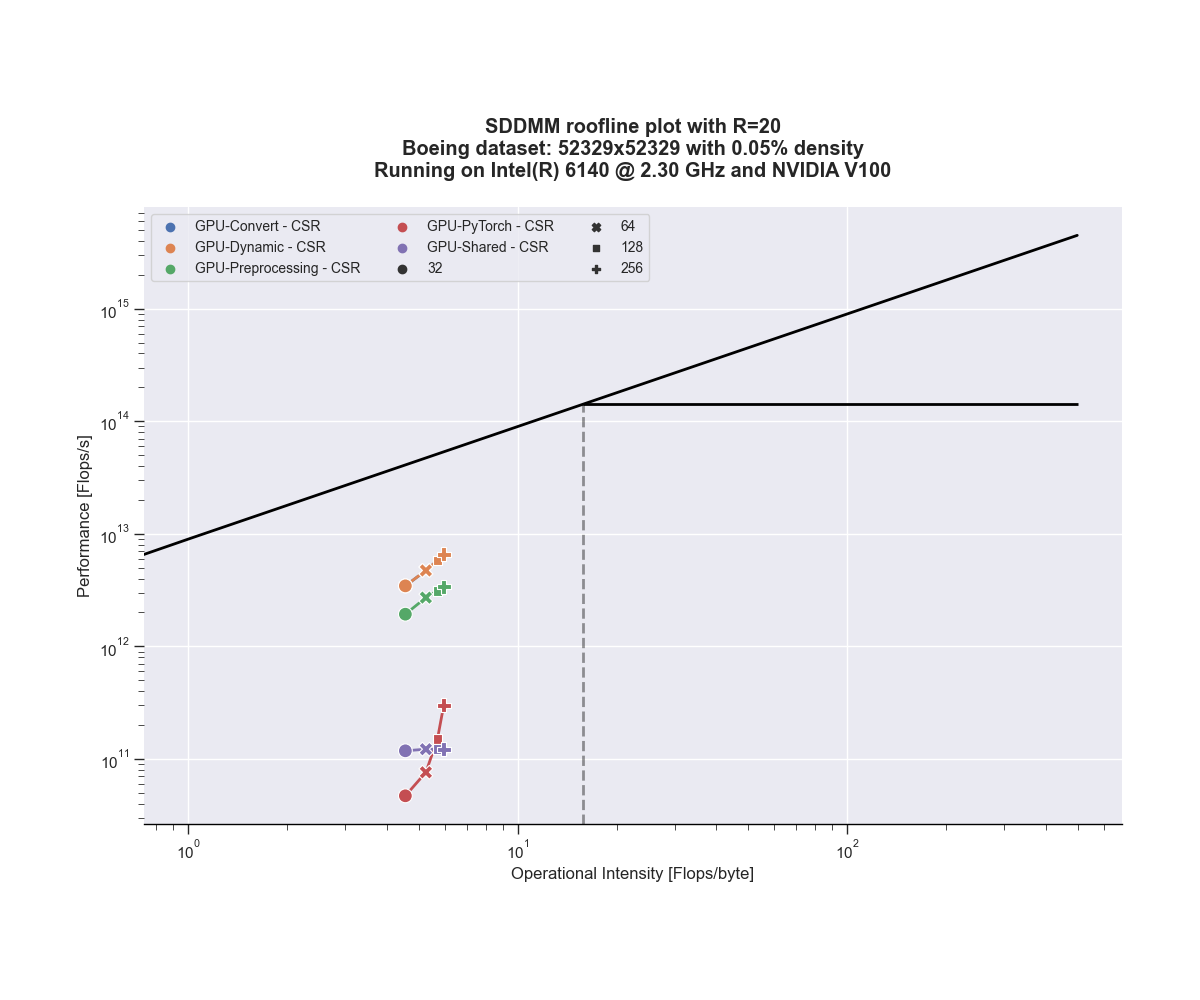 SDDMM roofline plot with R=20
Boeing dataset: 52329x52329 with 0.05% density
Running on Intel(R) 6140 @ 2.30 GHz and NVIDIA V100
GPU-Convert - CSR
GPU-Dynamic - CSR
GPU-Preprocessing - CSR
GPU-PyTorch - CSR
GPU-Shared - CSR
32
64
128
256
Performance [Flops/s]
10^15
10^14
10^13
10^12
10^11
10^0
10^1
10^2
Operational Intensity [Flops/byte]